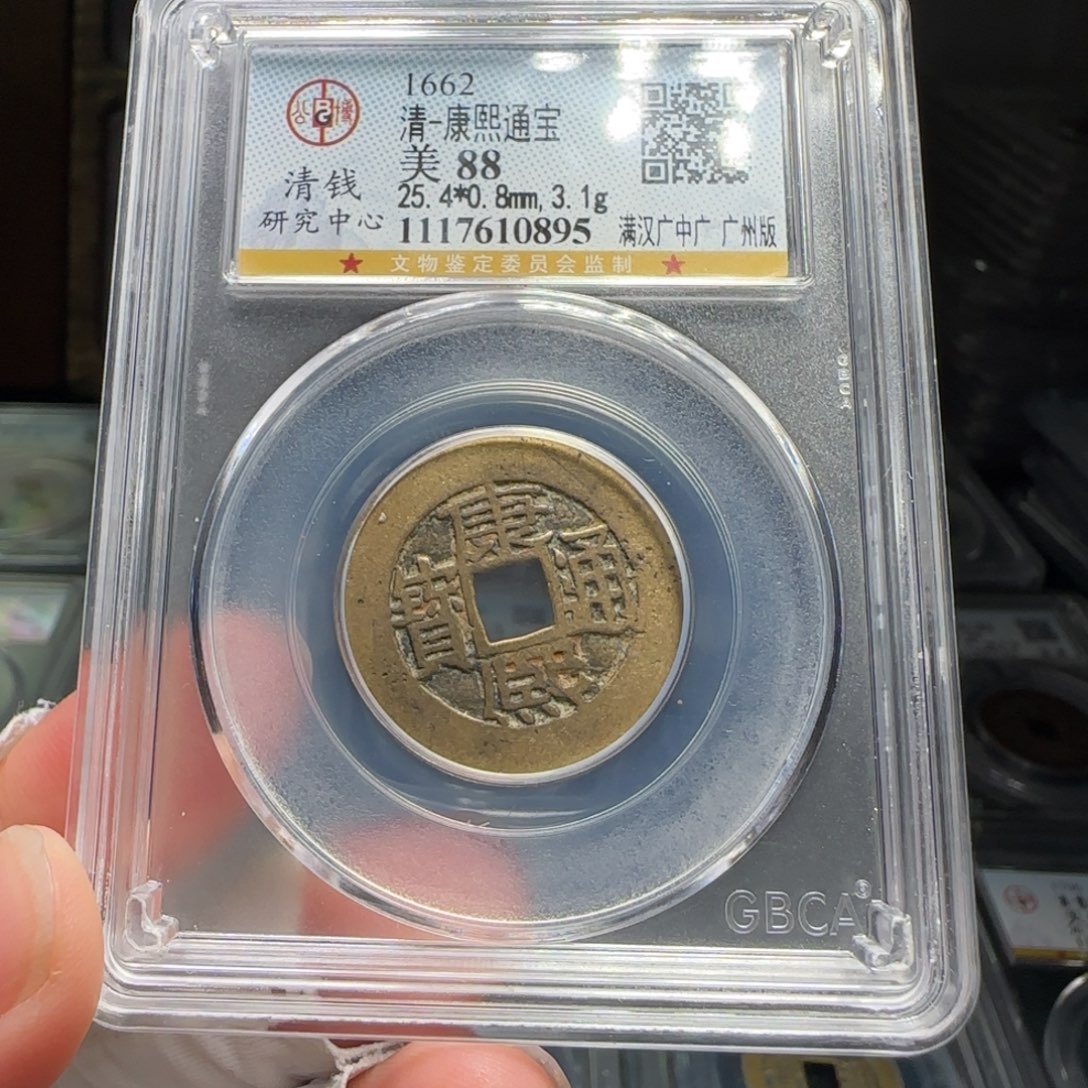 1662
清-康熙通宝
美 88
25.4*0.8mm, 3.1g
1117610895
满汉广中广 广州版
公 博
清钱
研究中心
★ 文物鉴定委员会监制 ★
康熙通寶
GBCA